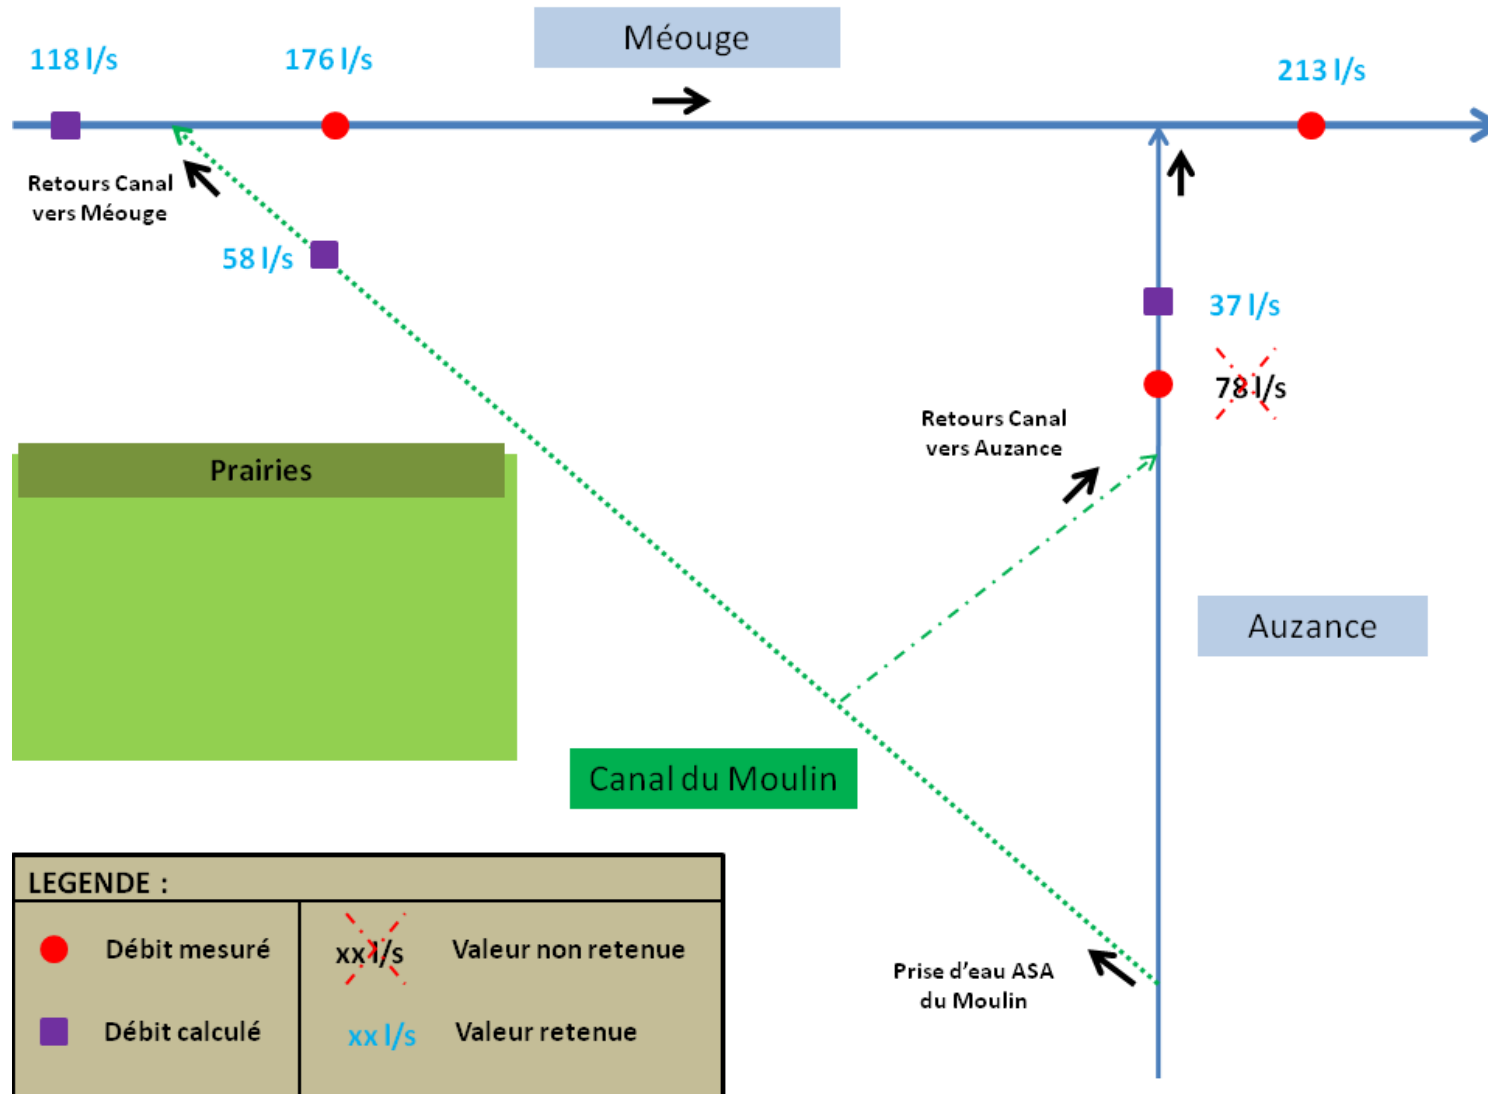 Méouge
118 l/s
176 l/s
213 l/s
Retours Canal
vers Méouge
58 l/s
37 l/s
78 l/s
Retours Canal
vers Auzance
Prairies
Auzance
Canal du Moulin
LEGENDE :
Débit mesuré
xx l/s
Valeur non retenue
Prise d'eau ASA
du Moulin
Débit calculé
xx l/s
Valeur retenue